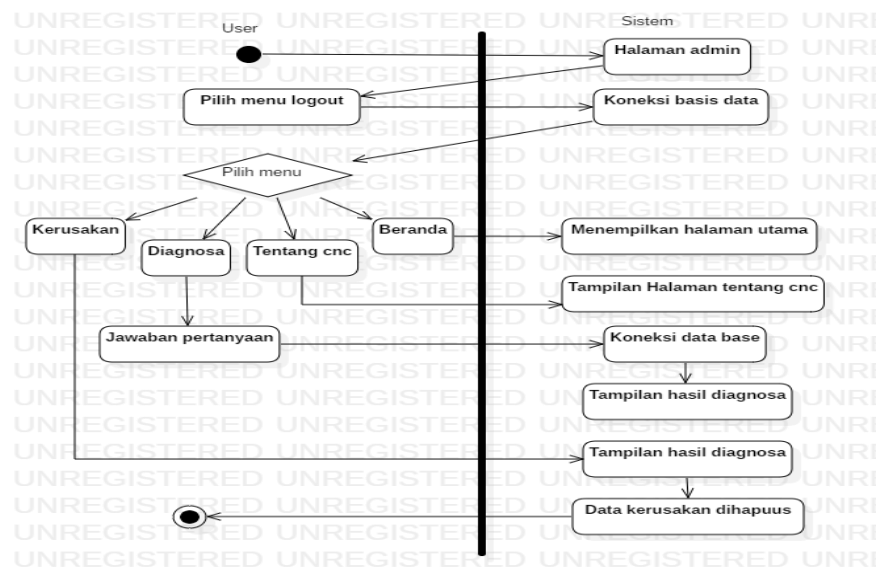 User
Sistem
Halaman admin
Pilih menu logout
Koneksi basis data
Pilih menu
Kerusakan
Diagnosa
Tentang cnc
Beranda
Menempilkan halaman utama
Tampilan Halaman tentang cnc
Jawaban pertanyaan
Koneksi data base
Tampilan hasil diagnosa
Tampilan hasil diagnosa
Data kerusakan dihapuus
UNREGISTERED